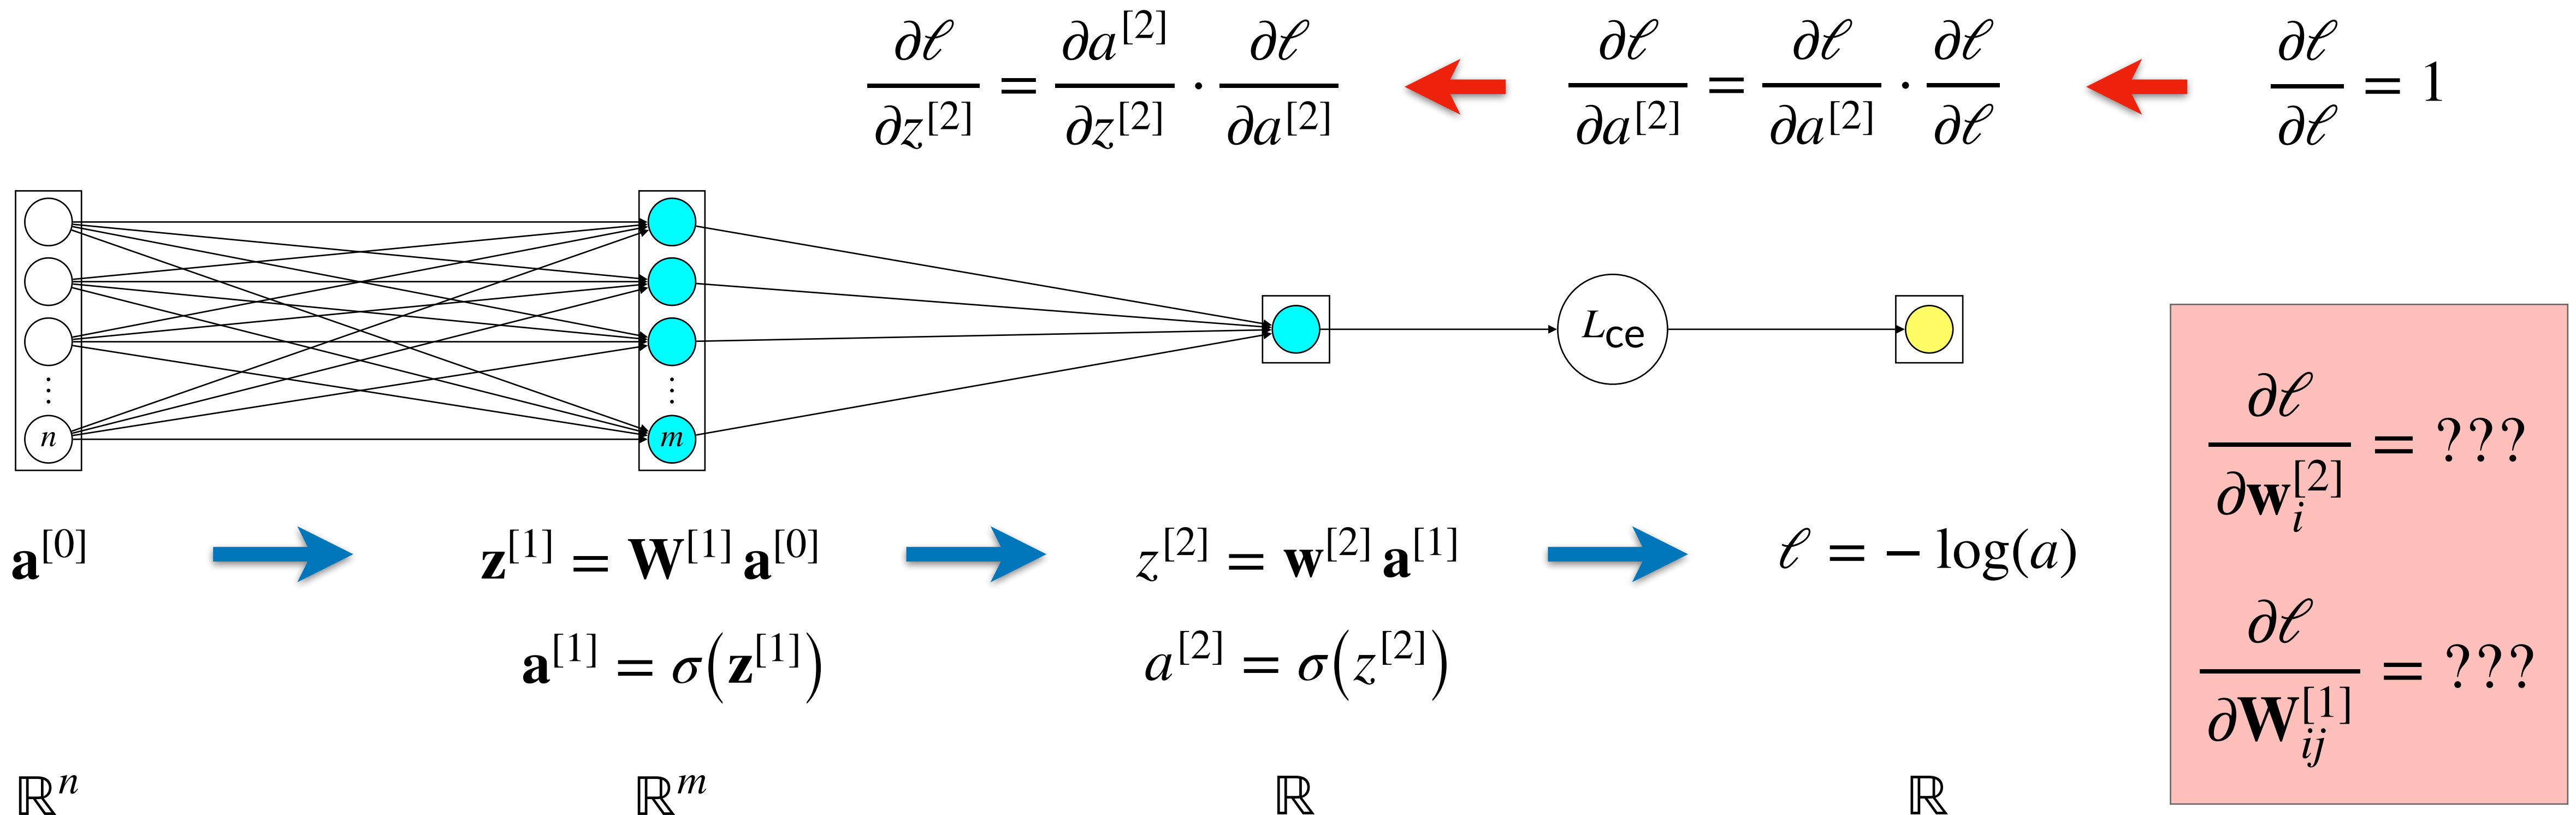 ∂ℓ/∂z^[2] = ∂a^[2]/∂z^[2] · ∂ℓ/∂a^[2]
∂ℓ/∂a^[2] = ∂ℓ/∂a^[2] · ∂ℓ/∂ℓ
∂ℓ/∂ℓ = 1
⋮
n
⋮
m
L_ce
a^[0]
z^[1] = W^[1] a^[0]
a^[1] = σ(z^[1])
z^[2] = w^[2] a^[1]
a^[2] = σ(z^[2])
ℓ = − log(a)
∂ℓ/∂w_i^[2] = ???
∂ℓ/∂W_ij^[1] = ???
ℝ^n
ℝ^m
ℝ
ℝ